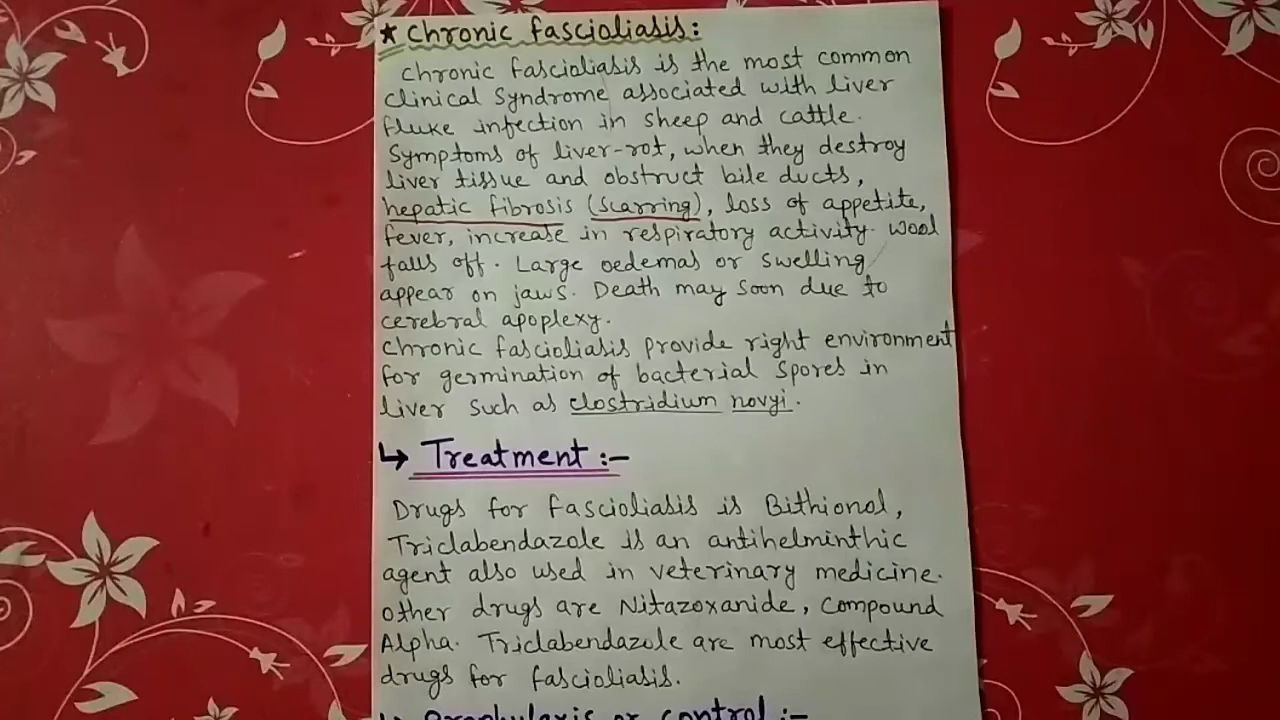 ★ Chronic fascioliasis:
Chronic fascioliasis is the most common
clinical syndrome associated with liver
fluke infection in sheep and cattle.
Symptoms of liver-rot, when they destroy
liver tissue and obstruct bile ducts,
hepatic fibrosis (scarring), loss of appetite,
fever, increase in respiratory activity. Wool
falls off. Large oedemas or swelling
appear on jaws. Death may soon due to
cerebral apoplexy.
Chronic fascioliasis provide right environment
for germination of bacterial spores in
liver such as clostridium novyi.
↳ Treatment :-
Drugs for fascioliasis is Bithionol,
Triclabendazole is an antihelminthic
agent also used in veterinary medicine.
Other drugs are Nitazoxanide, Compound
Alpha. Triclabendazole are most effective
drugs for fascioliasis.
↳ Prophylaxis or control :-